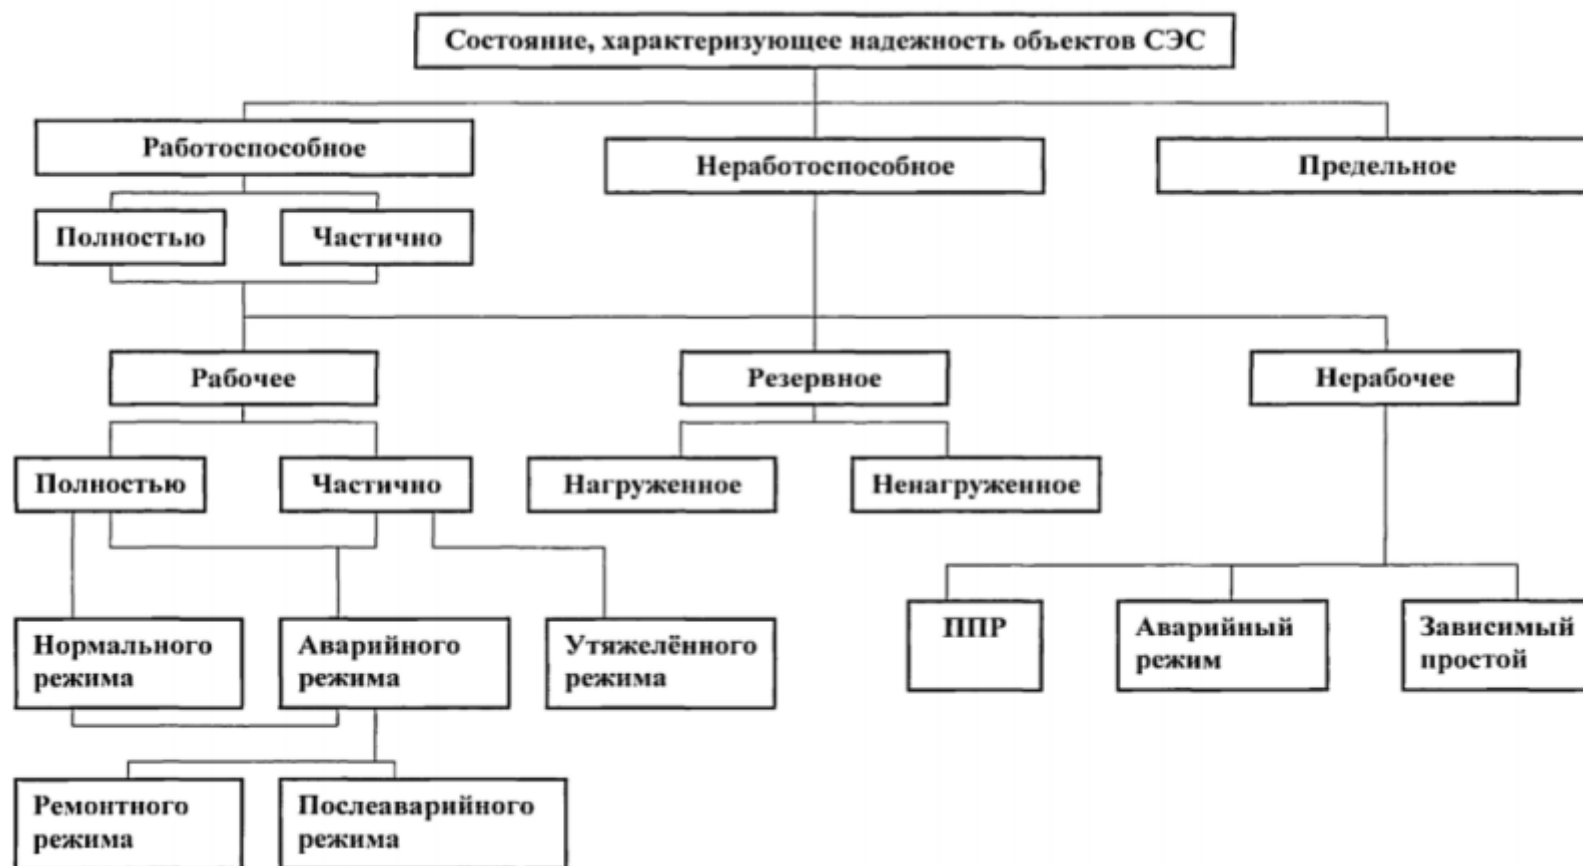 Состояние, характеризующее надежность объектов СЭС
Работоспособное
Неработоспособное
Предельное
Полностью
Частично
Рабочее
Резервное
Нерабочее
Полностью
Частично
Нагруженное
Ненагруженное
Нормального
режима
Аварийного
режима
Утяжелённого
режима
ППР
Аварийный
режим
Зависимый
простой
Ремонтного
режима
Послеаварийного
режима